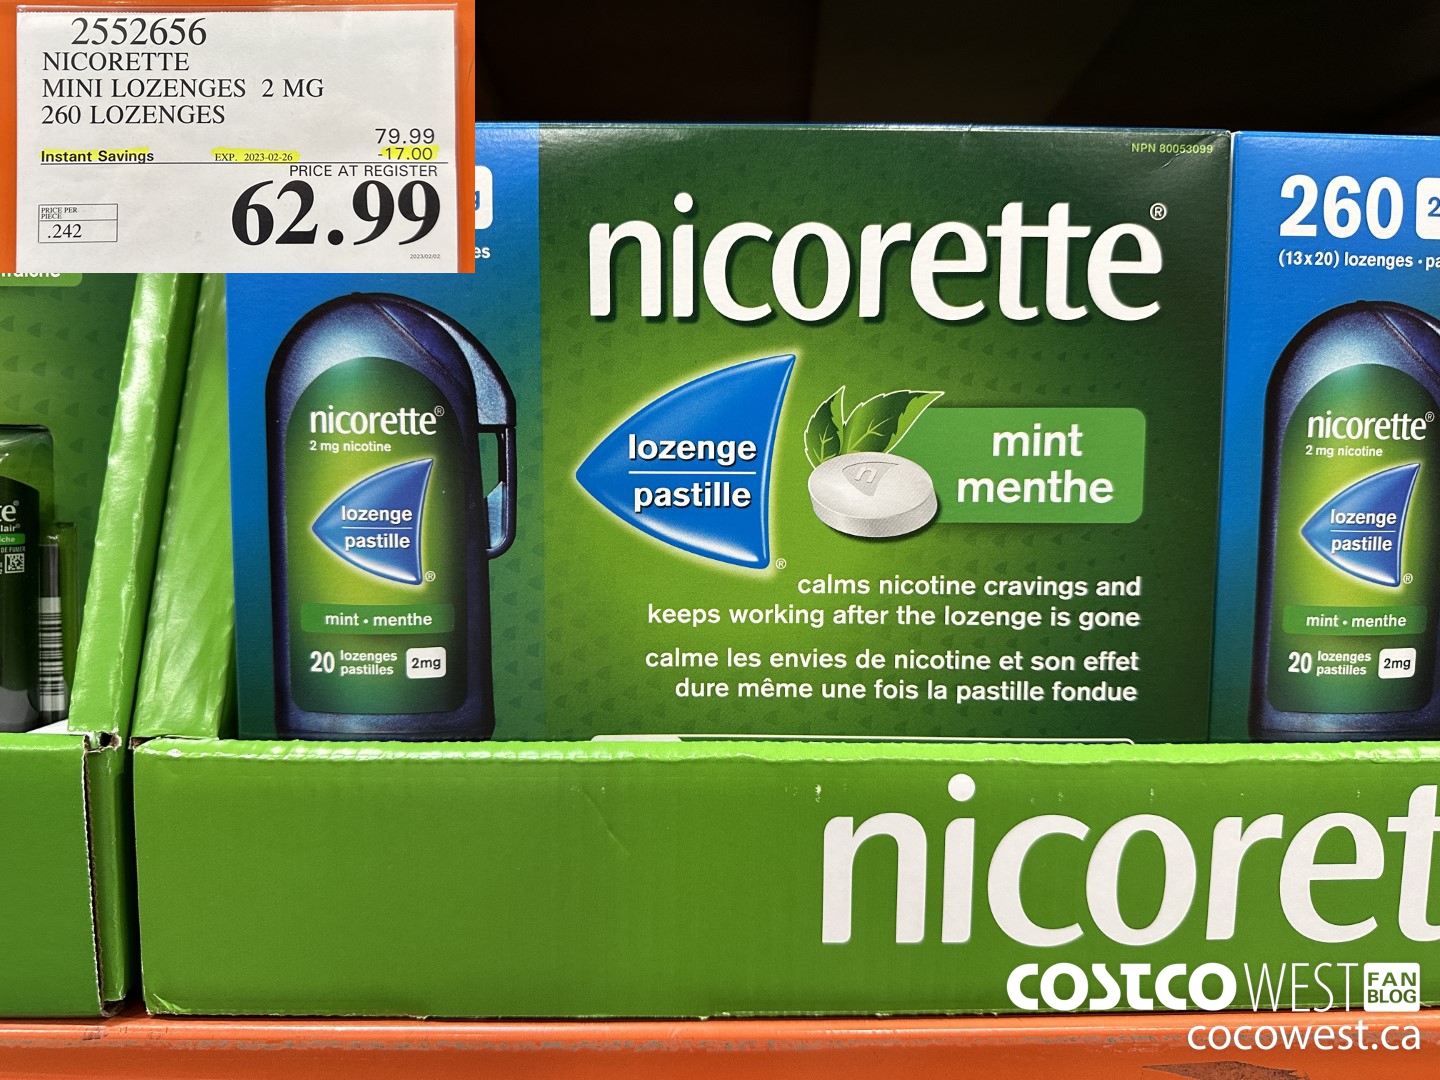 2552656
NICORETTE
MINI LOZENGES 2 MG
260 LOZENGES
79.99
Instant Savings EXP. 2023-02-26 -17.00
PRICE AT REGISTER
62.99
PRICE PER
PIECE
.242
2023/02/02
NPN 80053099
nicorette®
lozenge
pastille
®
mint
menthe
calms nicotine cravings and
keeps working after the lozenge is gone
calme les envies de nicotine et son effet
dure même une fois la pastille fondue
nicorette®
2 mg nicotine
lozenge
pastille
®
mint • menthe
20 lozenges
pastilles 2mg
260 2
(13x20) lozenges • pa
nicorette®
2 mg nicotine
lozenge
pastille
®
mint • menthe
20 lozenges
pastilles 2mg
nicoret
COSTCO WEST FAN
BLOG
cocowest.ca